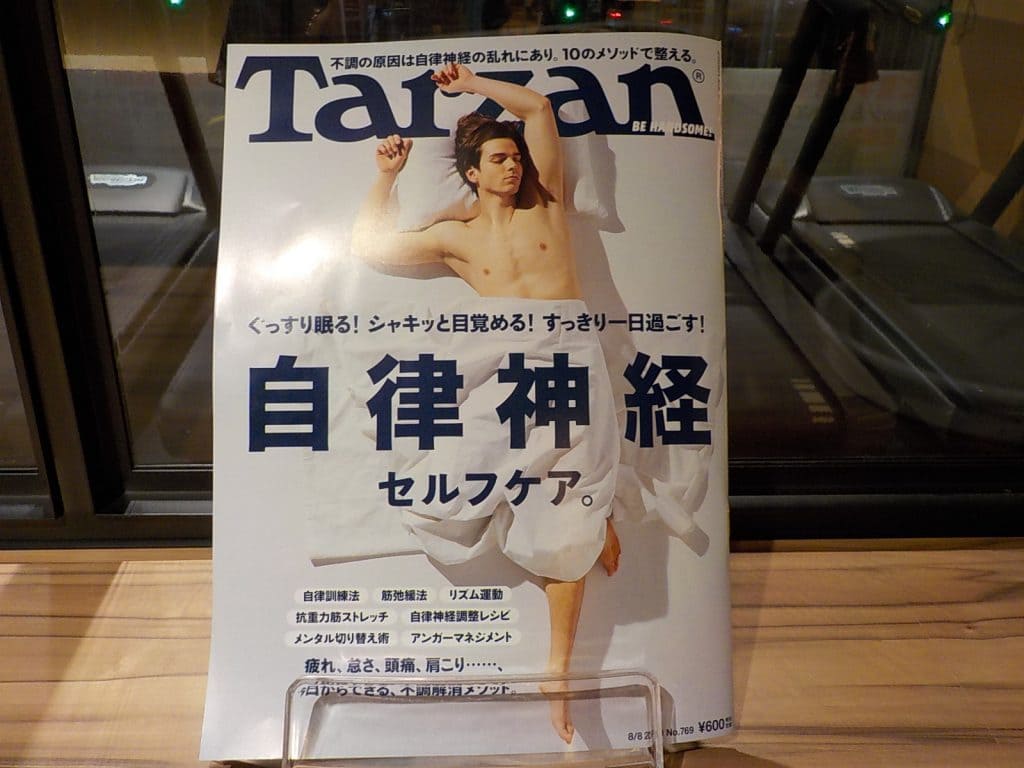 不調の原因は自律神経の乱れにあり。10のメソッドで整える。
Tarzan®
BE HANDSOME!
ぐっすり眠る! シャキッと目覚める! すっきり一日過ごす!
自律神経
セルフケア。
自律訓練法 筋弛緩法 リズム運動
抗重力筋ストレッチ 自律神経調整レシピ
メンタル切り替え術 アンガーマネジメント
疲れ、怠さ、頭痛、肩こり……、
今日からできる、不調解消メソッド。
8/8 No.769 ¥600